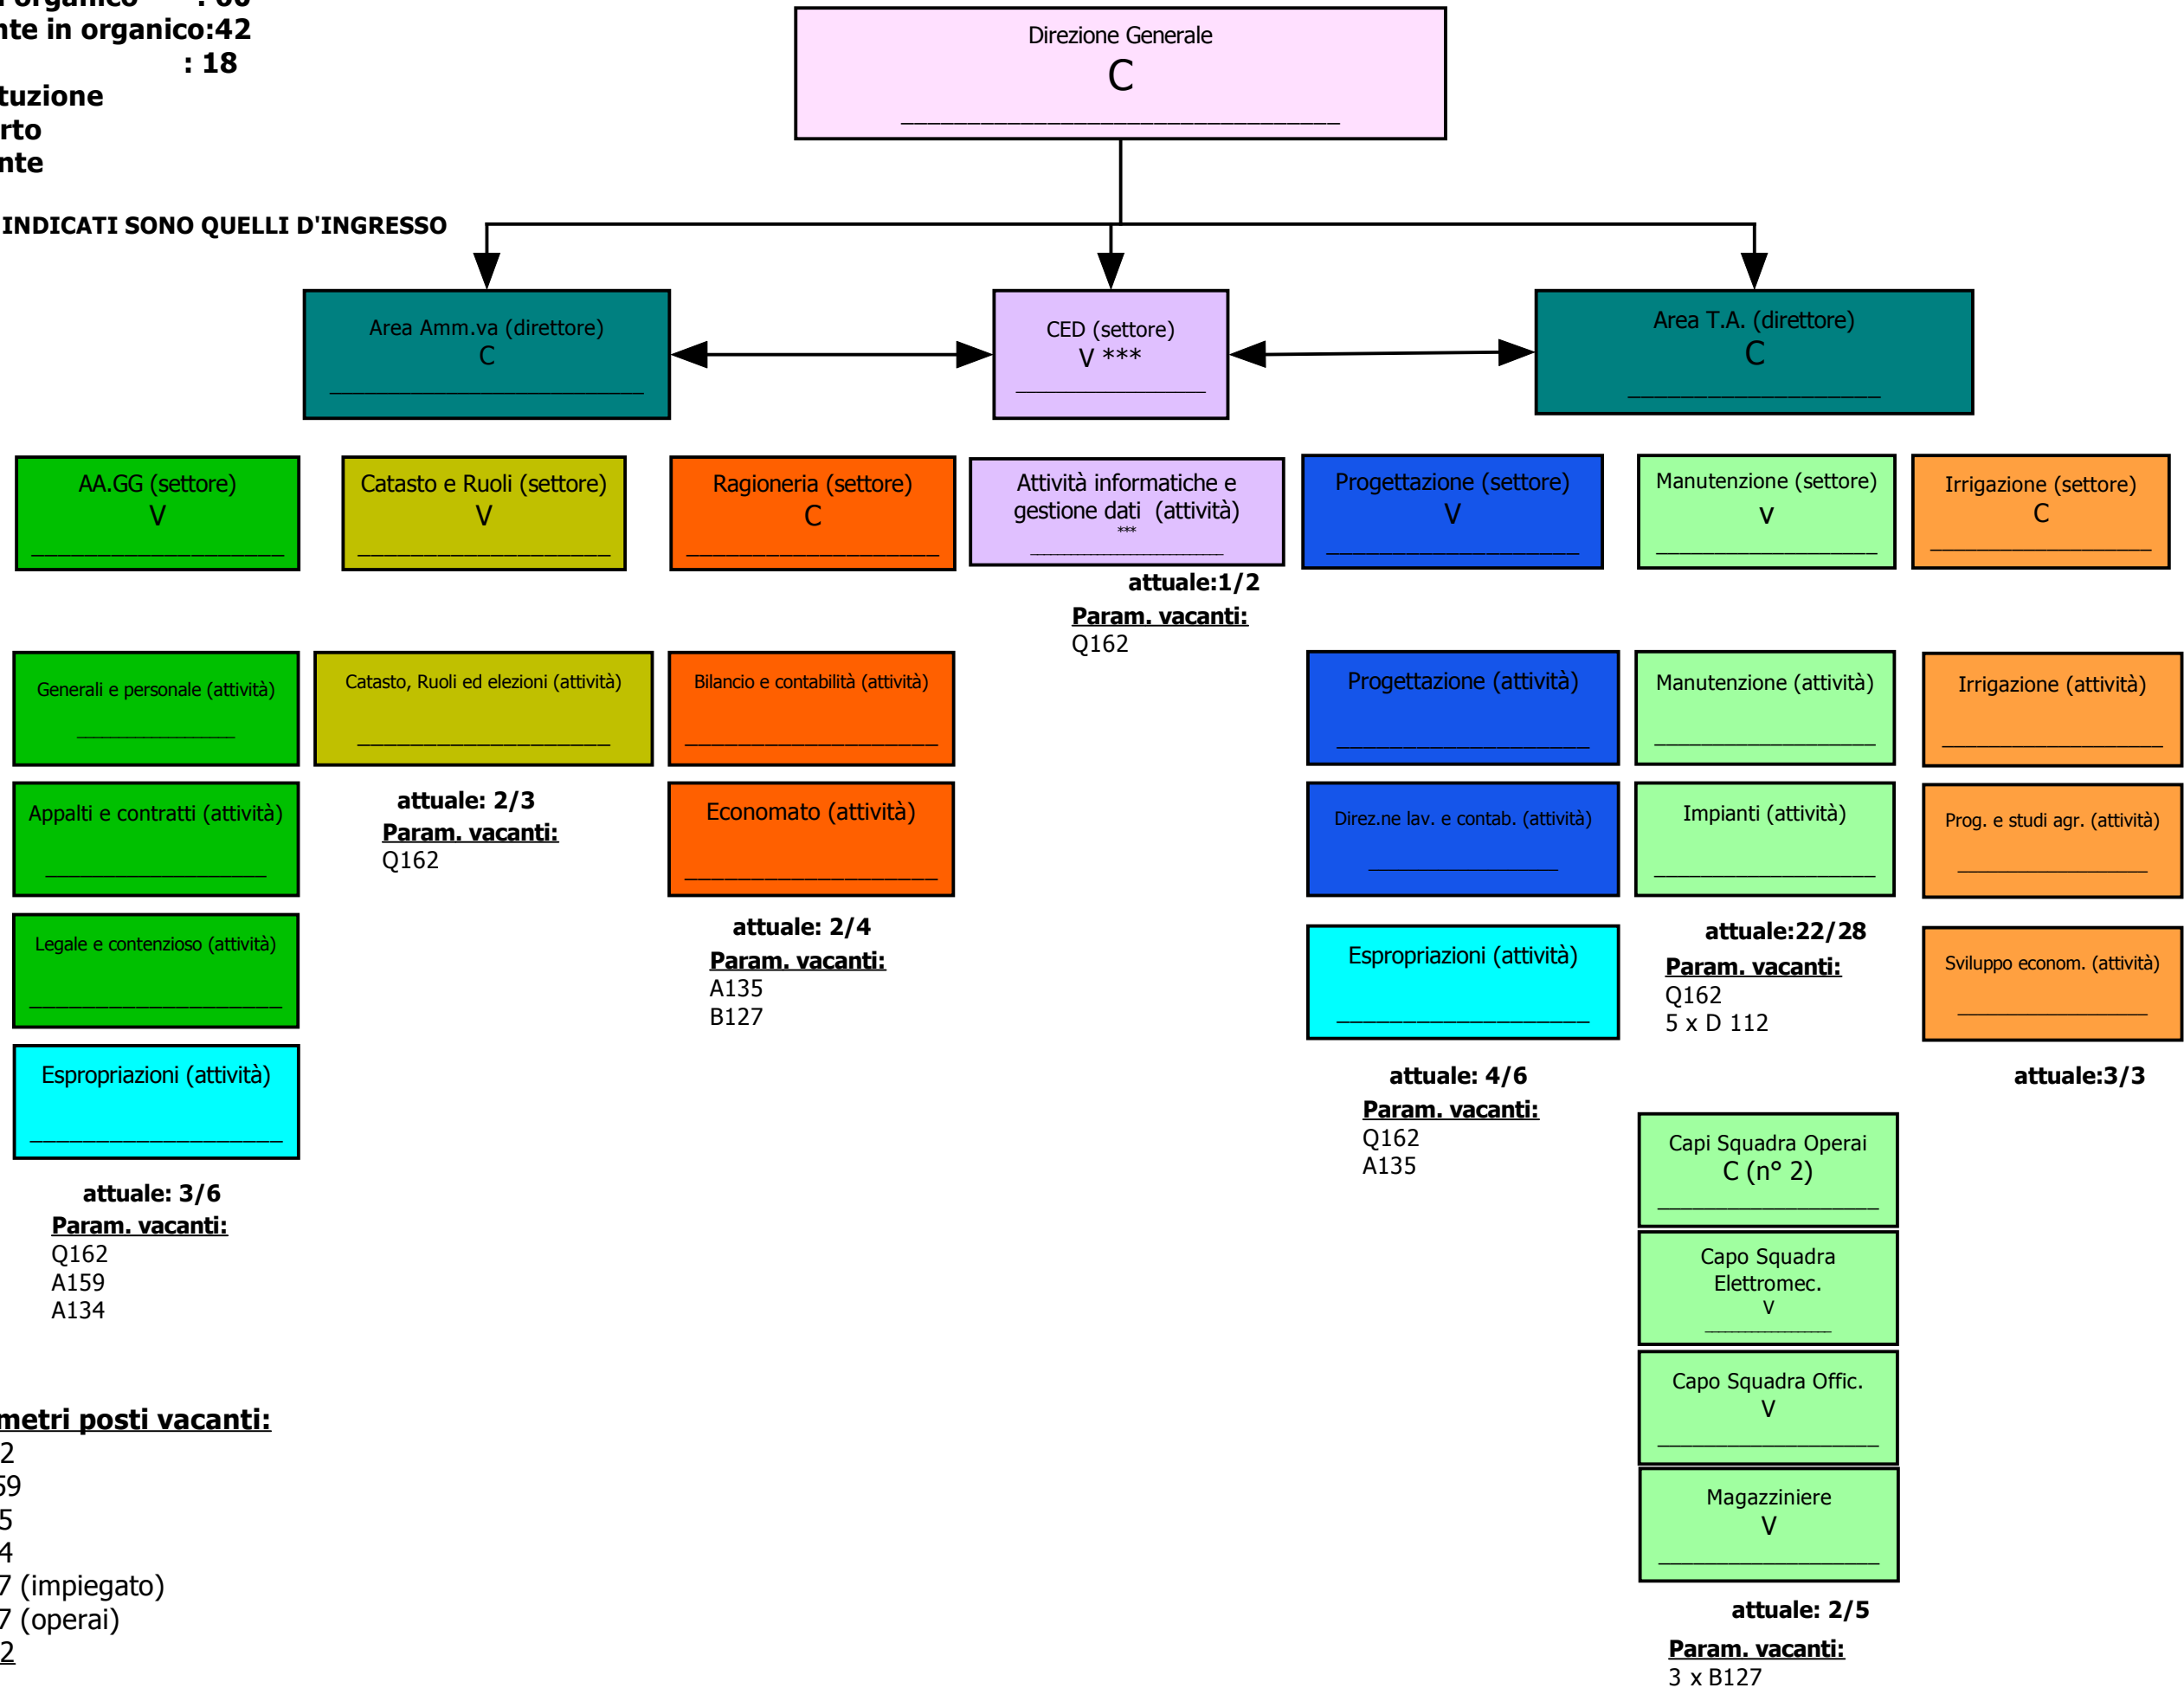 organico : 60
in organico:42
: 18
INDICATI SONO QUELLI D'INGRESSO
Direzione Generale
C
Area Amm.va (direttore)
C
CED (settore)
V ***
Area T.A. (direttore)
C
AA.GG (settore)
V
Catasto e Ruoli (settore)
V
Ragioneria (settore)
C
Attività informatiche e
gestione dati (attività)
***
attuale:1/2
Param. vacanti:
Q162
Progettazione (settore)
V
Manutenzione (settore)
V
Irrigazione (settore)
C
Generali e personale (attività)
Appalti e contratti (attività)
Legale e contenzioso (attività)
Espropriazioni (attività)
attuale: 3/6
Param. vacanti:
Q162
A159
A134
Catasto, Ruoli ed elezioni (attività)
attuale: 2/3
Param. vacanti:
Q162
Bilancio e contabilità (attività)
Economato (attività)
attuale: 2/4
Param. vacanti:
A135
B127
Progettazione (attività)
Direz.ne lav. e contab. (attività)
Espropriazioni (attività)
attuale: 4/6
Param. vacanti:
Q162
A135
Manutenzione (attività)
Impianti (attività)
attuale:22/28
Param. vacanti:
Q162
5 x D 112
Irrigazione (attività)
Prog. e studi agr. (attività)
Sviluppo econom. (attività)
attuale:3/3
Capi Squadra Operai
C (n° 2)
Capo Squadra
Elettromec.
V
Capo Squadra Offic.
V
Magazziniere
V
attuale: 2/5
Param. vacanti:
3 x B127
metri posti vacanti:
2
59
5
4
7 (impiegato)
7 (operai)
2